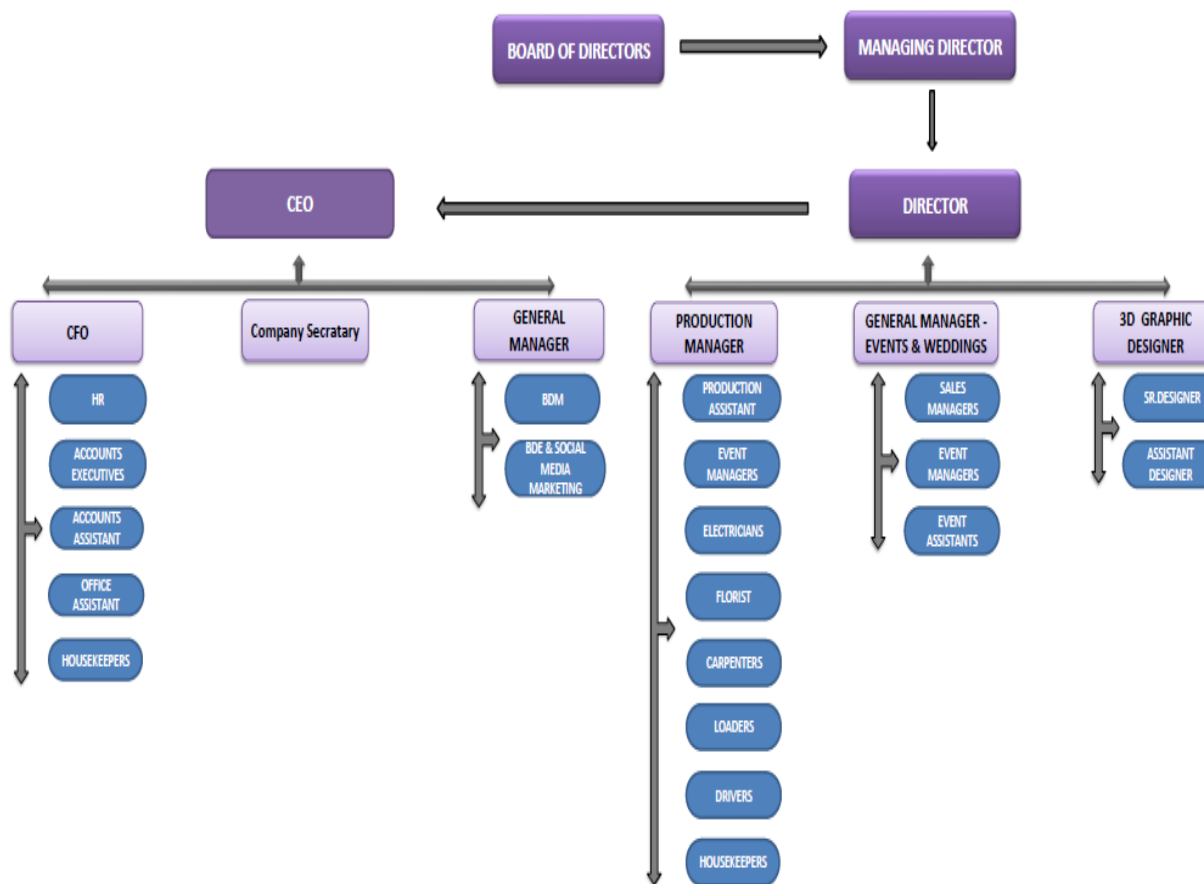 BOARD OF DIRECTORS
MANAGING DIRECTOR
CEO
DIRECTOR
CFO
Company Secratary
GENERAL
MANAGER
PRODUCTION
MANAGER
GENERAL MANAGER -
EVENTS & WEDDINGS
3D GRAPHIC
DESIGNER
HR
ACCOUNTS
EXECUTIVES
ACCOUNTS
ASSISTANT
OFFICE
ASSISTANT
HOUSEKEEPERS
BDM
BDE & SOCIAL
MEDIA
MARKETING
PRODUCTION
ASSISTANT
EVENT
MANAGERS
ELECTRICIANS
FLORIST
CARPENTERS
LOADERS
DRIVERS
HOUSEKEEPERS
SALES
MANAGERS
EVENT
MANAGERS
EVENT
ASSISTANTS
SR.DESIGNER
ASSISTANT
DESIGNER